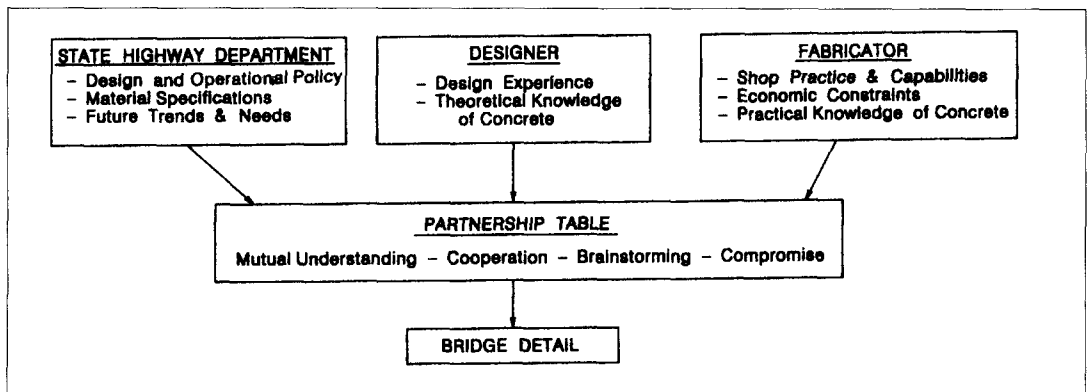 STATE HIGHWAY DEPARTMENT
– Design and Operational Policy
– Material Specifications
– Future Trends & Needs
DESIGNER
– Design Experience
– Theoretical Knowledge
of Concrete
FABRICATOR
– Shop Practice & Capabilities
– Economic Constraints
– Practical Knowledge of Concrete
PARTNERSHIP TABLE
Mutual Understanding – Cooperation – Brainstorming – Compromise
BRIDGE DETAIL